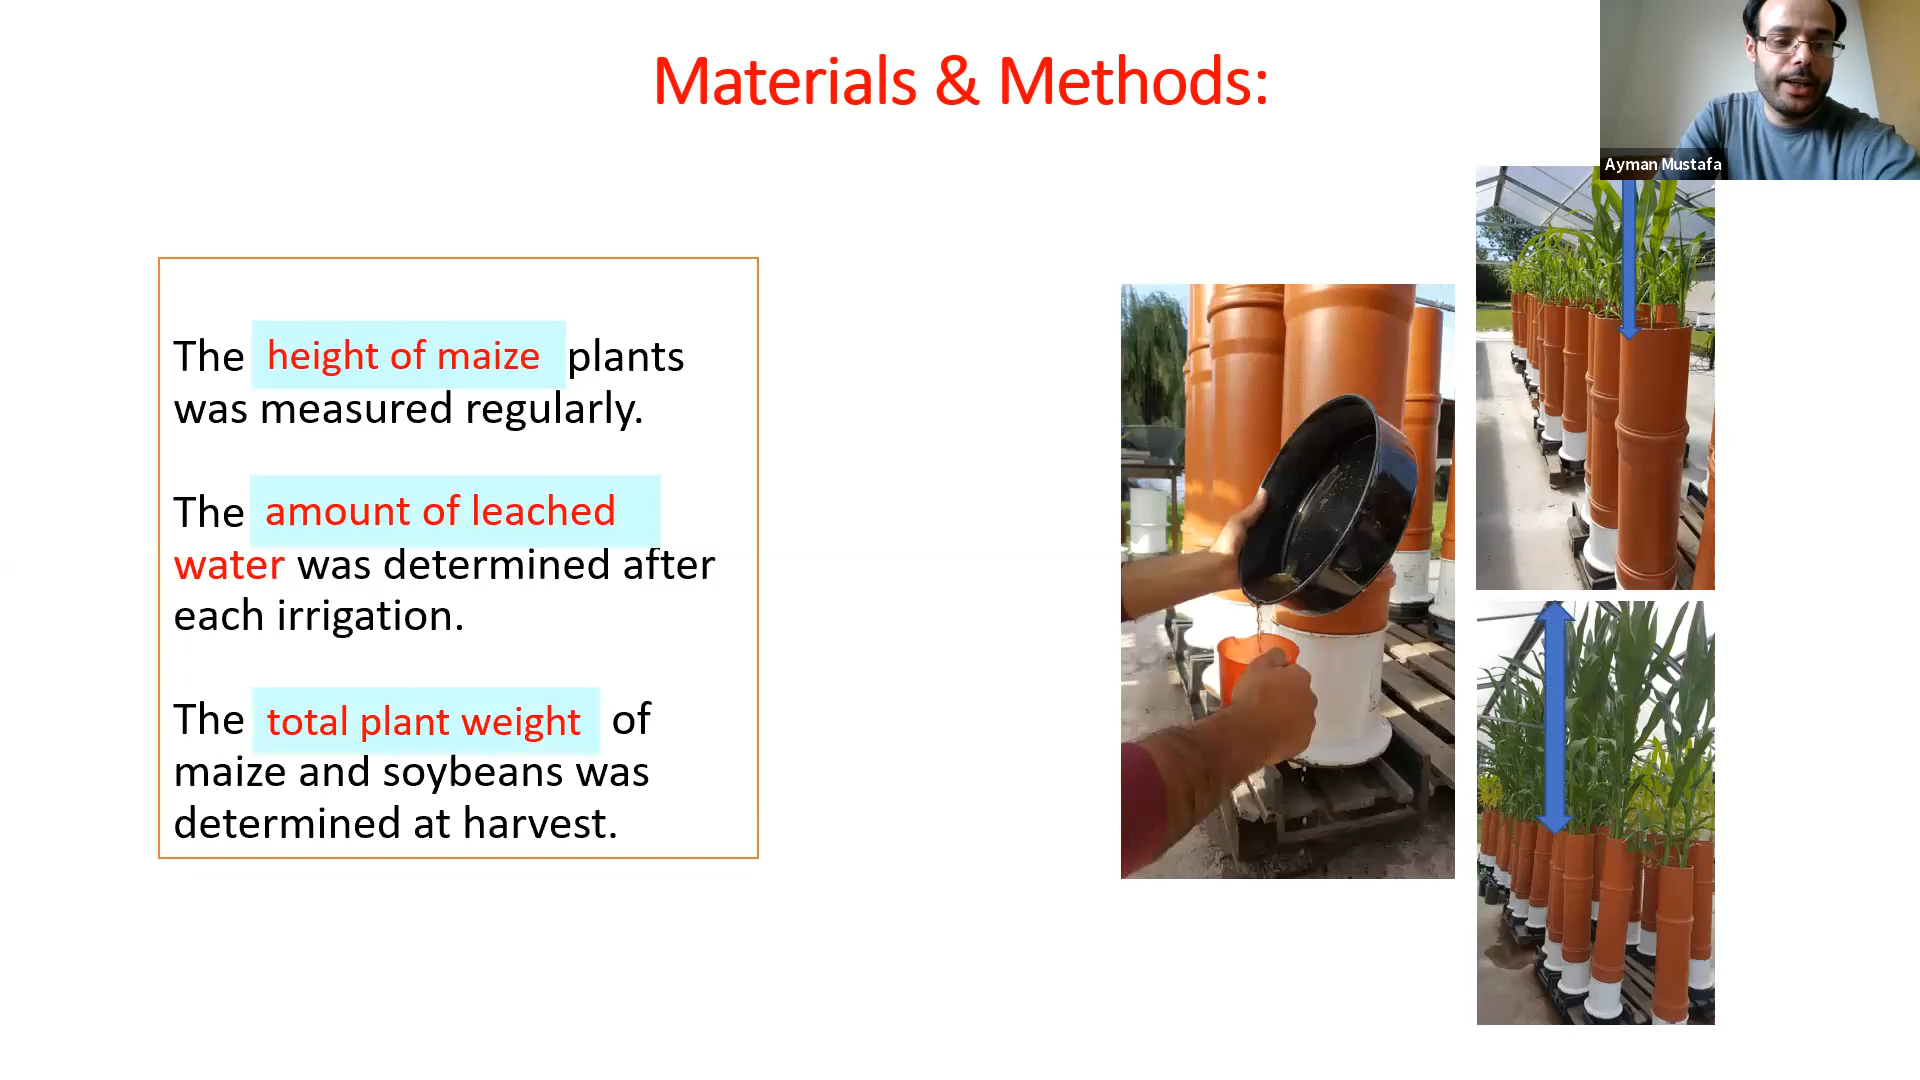 Materials & Methods:
Ayman Mustafa
The height of maize plants
was measured regularly.
The amount of leached
water was determined after
each irrigation.
The total plant weight of
maize and soybeans was
determined at harvest.